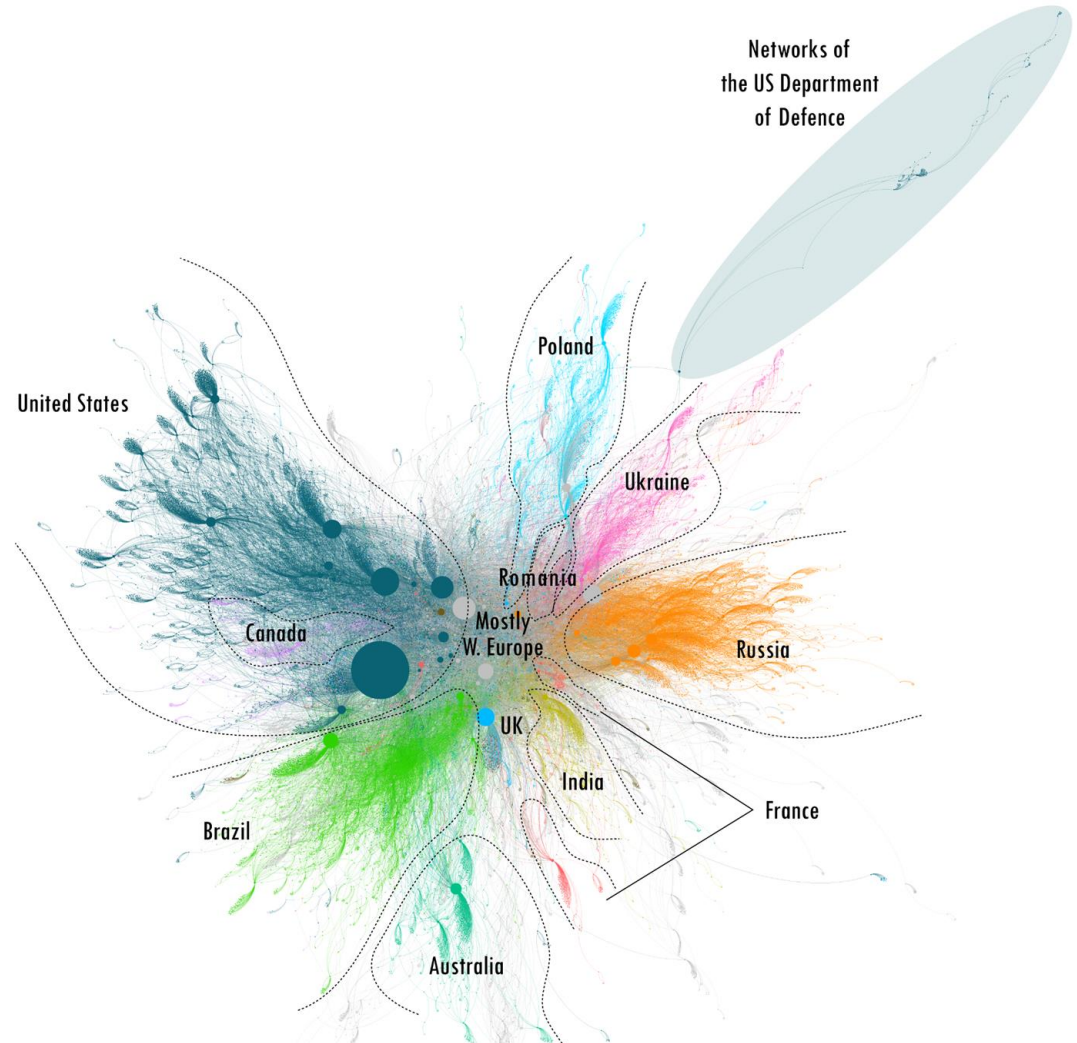 Networks of
the US Department
of Defence
Poland
United States
Ukraine
Romania
Mostly
W. Europe
Canada
Russia
UK
India
France
Brazil
Australia